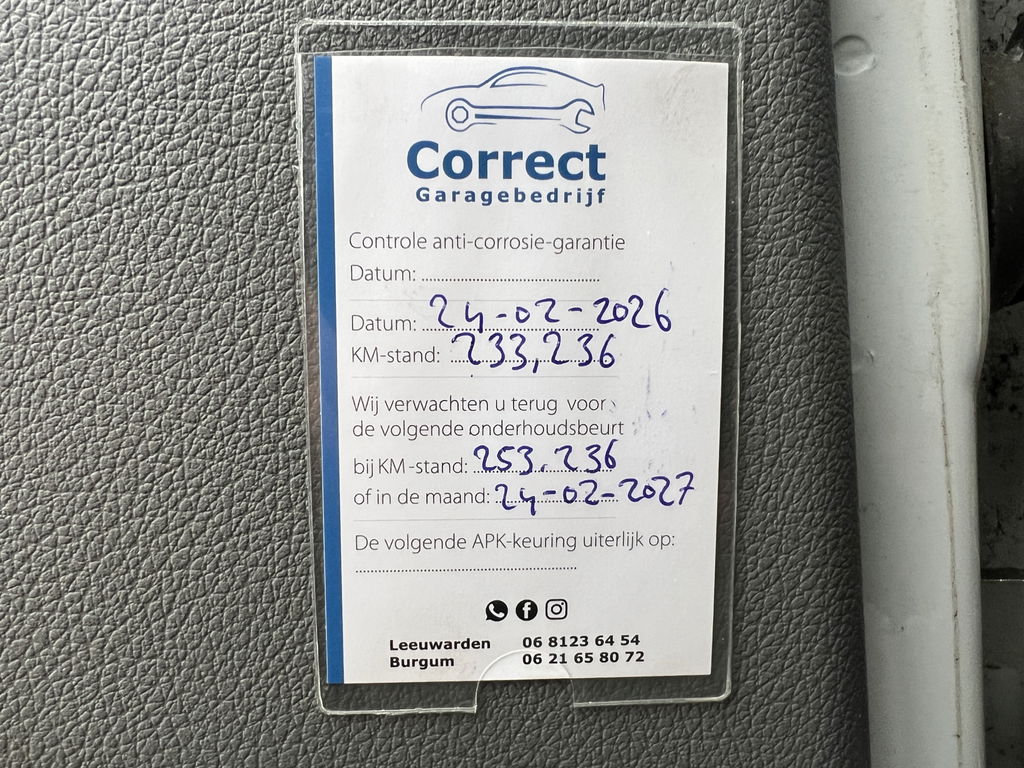 Correct
Garagebedrijf
Controle anti-corrosie-garantie
Datum: ..............................
Datum: 24-02-2026
KM-stand: 233,236
Wij verwachten u terug voor
de volgende onderhoudsbeurt
bij KM-stand: 253.236
of in de maand: 24-02-2027
De volgende APK-keuring uiterlijk op:
.....................................
Leeuwarden 06 8123 64 54
Burgum 06 21 65 80 72